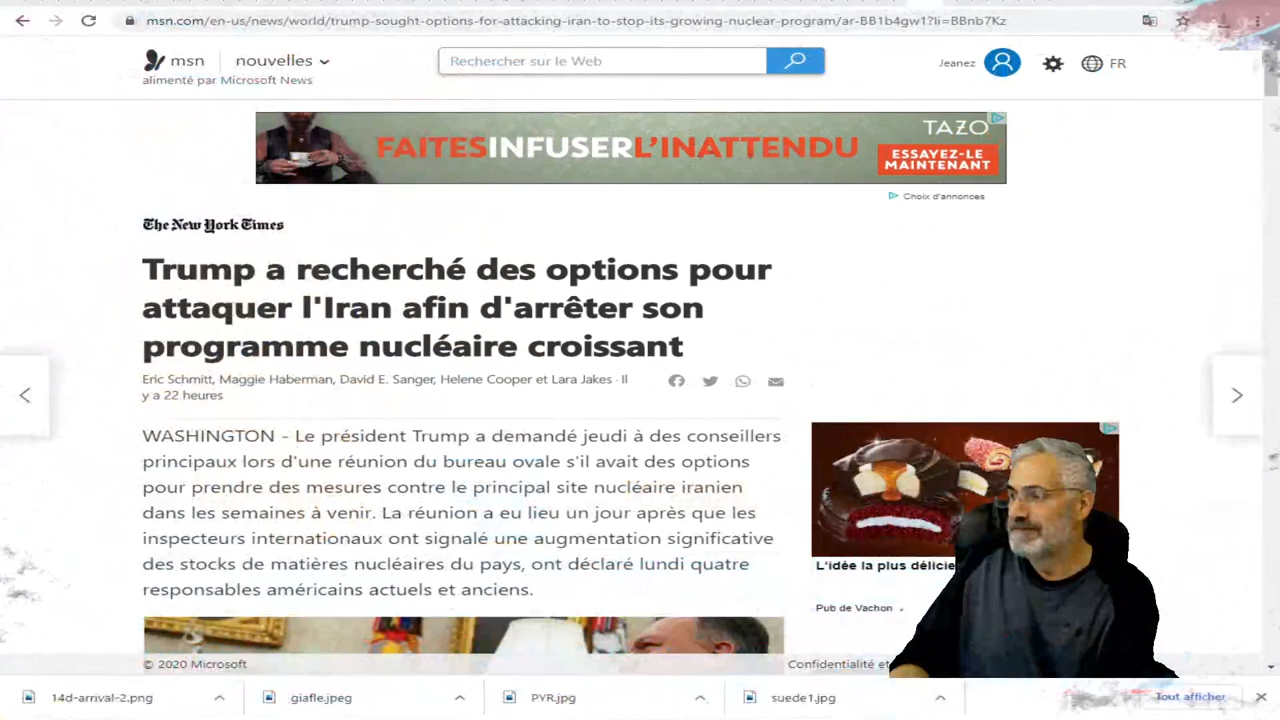 msn.com/en-us/news/world/trump-sought-options-for-attacking-iran-to-stop-its-growing-nuclear-program/ar-BB1b4gw1?li=BBnb7Kz
msn
nouvelles
Rechercher sur le Web
Jeanez
FR
alimenté par Microsoft News
FAITESINFUSERL'INATTENDU
TAZO
ESSAYEZ-LE
MAINTENANT
Choix d'annonces
The New York Times
Trump a recherché des options pour
attaquer l'Iran afin d'arrêter son
programme nucléaire croissant
Eric Schmitt, Maggie Haberman, David E. Sanger, Helene Cooper et Lara Jakes · Il
y a 22 heures
WASHINGTON - Le président Trump a demandé jeudi à des conseillers
principaux lors d'une réunion du bureau ovale s'il avait des options
pour prendre des mesures contre le principal site nucléaire iranien
dans les semaines à venir. La réunion a eu lieu un jour après que les
inspecteurs internationaux ont signalé une augmentation significative
des stocks de matières nucléaires du pays, ont déclaré lundi quatre
responsables américains actuels et anciens.
L'idée la plus délicie
Pub de Vachon
© 2020 Microsoft
Confidentialité et
14d-arrival-2.png
giafle.jpeg
PYR.jpg
suede1.jpg
Tout afficher